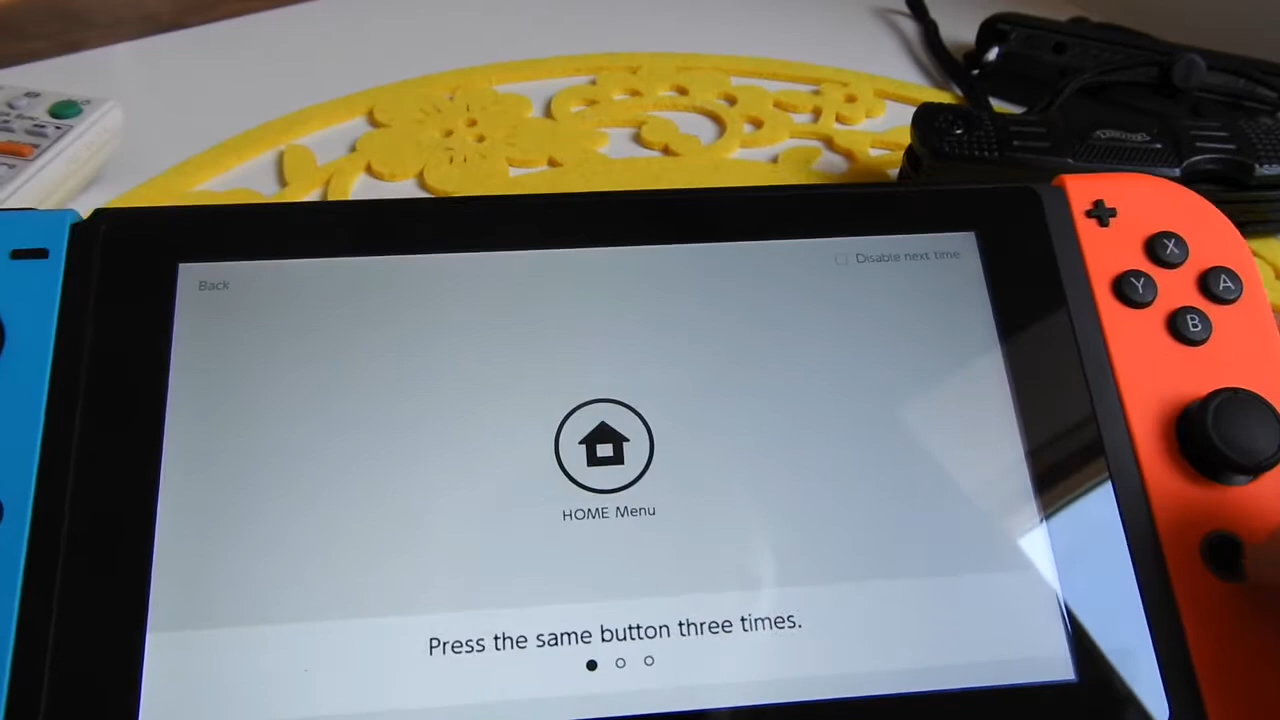 Back
Disable next time
HOME Menu
Press the same button three times.
X
Y
A
B